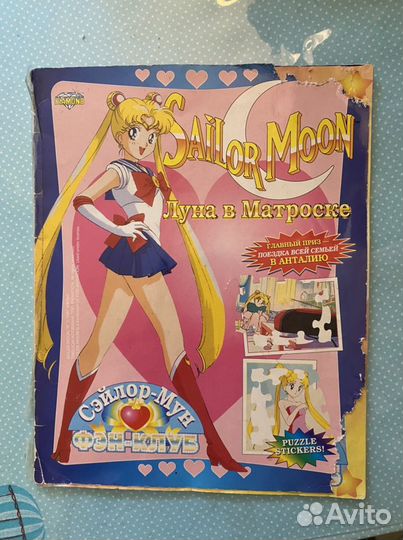 DIAMOND
SAILOR MOON
Луна в Матроске
ГЛАВНЫЙ ПРИЗ –
ПОЕЗДКА ВСЕЙ СЕМЬЕЙ
В АНТАЛИЮ
Сэйлор-Мун
ФЭН-КЛУБ
PUZZLE
STICKERS!
Avito